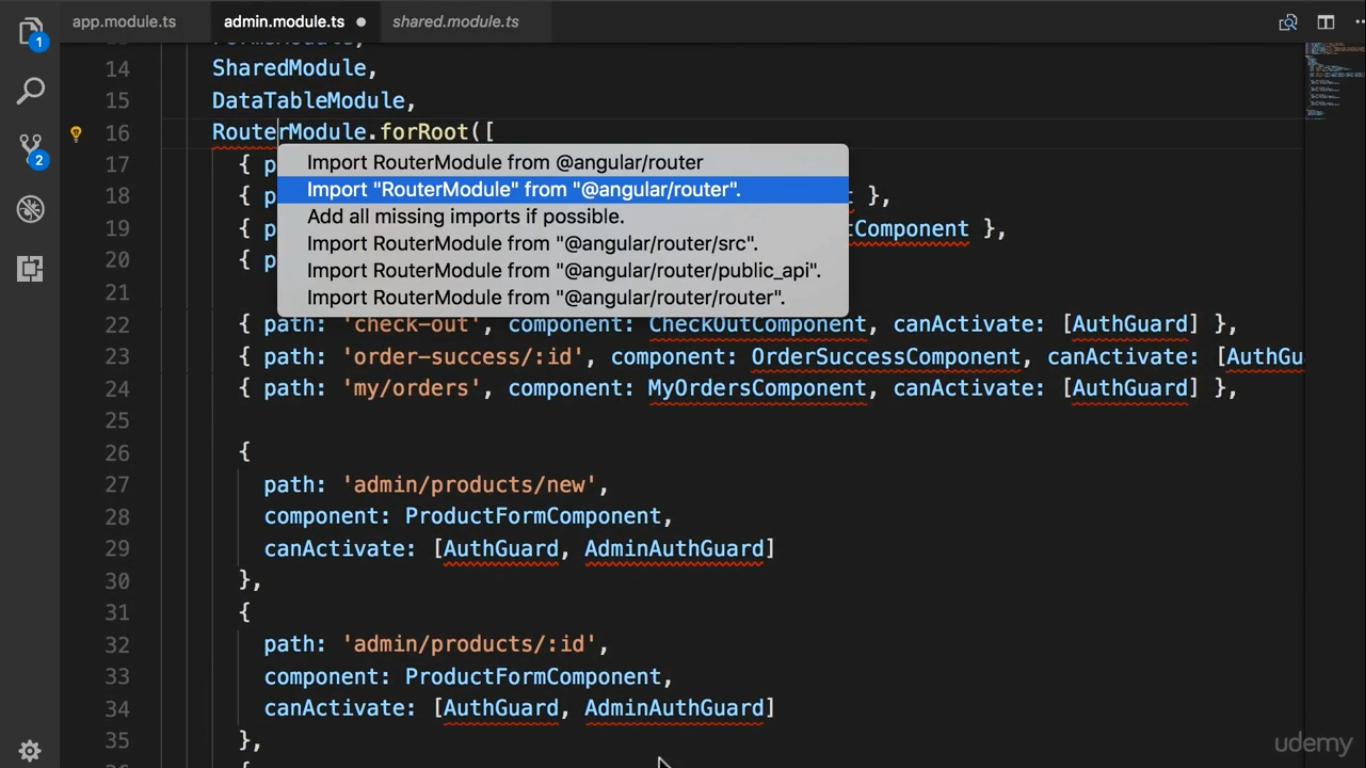 app.module.ts admin.module.ts shared.module.ts
1
14 SharedModule,
15 DataTableModule,
16 RouterModule.forRoot([
17 { p
Import RouterModule from @angular/router
18 { p
Import "RouterModule" from "@angular/router". },
Add all missing imports if possible.
19 { p tComponent },
Import RouterModule from "@angular/router/src".
20 { p
Import RouterModule from "@angular/router/public_api".
21
Import RouterModule from "@angular/router/router".
22 { path: 'check-out', component: CheckOutComponent, canActivate: [AuthGuard] },
23 { path: 'order-success/:id', component: OrderSuccessComponent, canActivate: [AuthGu
24 { path: 'my/orders', component: MyOrdersComponent, canActivate: [AuthGuard] },
25
26 {
27 path: 'admin/products/new',
28 component: ProductFormComponent,
29 canActivate: [AuthGuard, AdminAuthGuard]
30 },
31 {
32 path: 'admin/products/:id',
33 component: ProductFormComponent,
34 canActivate: [AuthGuard, AdminAuthGuard]
35 },
2
udemy